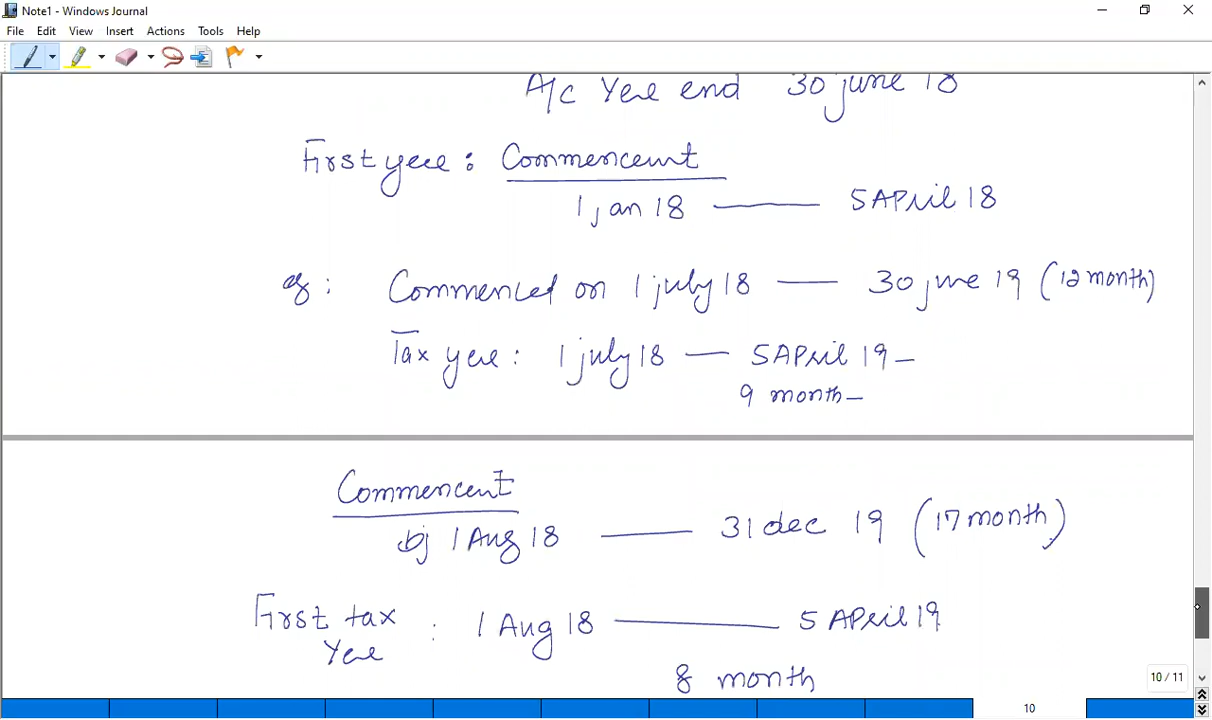 Note1 - Windows Journal
File Edit View Insert Actions Tools Help
A/c Year end 30 june 18
First year : Commencemt
1 jan 18 — 5 APril 18
eg : Commenced on 1 july 18 — 30 june 19 (12 month)
Tax year : 1 july 18 — 5 APril 19 –
9 month –
Commencent
b) 1 Aug 18 — 31 dec 19 (17 month)
First tax : 1 Aug 18 — 5 APril 19
Year
8 month
10 / 11
10